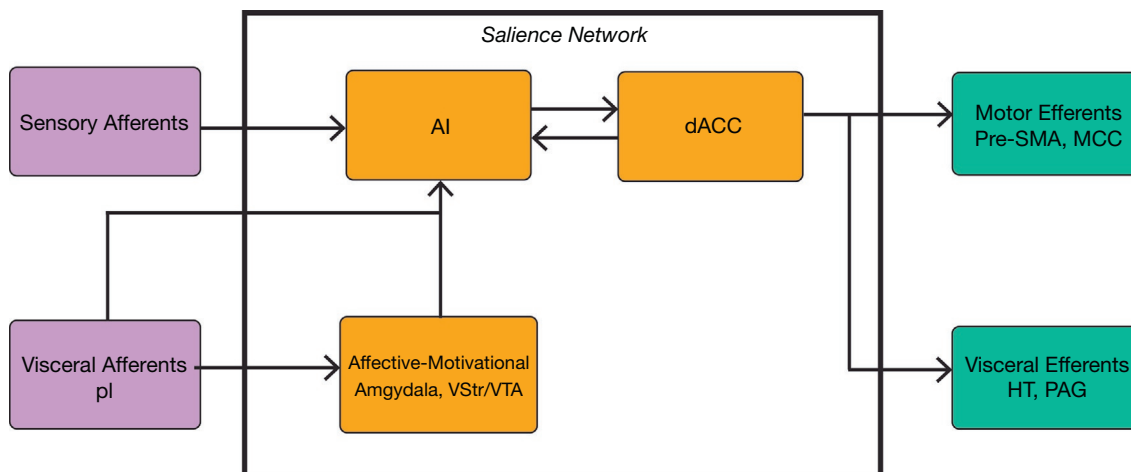 Salience Network
Sensory Afferents
AI
dACC
Motor Efferents
Pre-SMA, MCC
Visceral Afferents
pI
Affective-Motivational
Amgydala, VStr/VTA
Visceral Efferents
HT, PAG